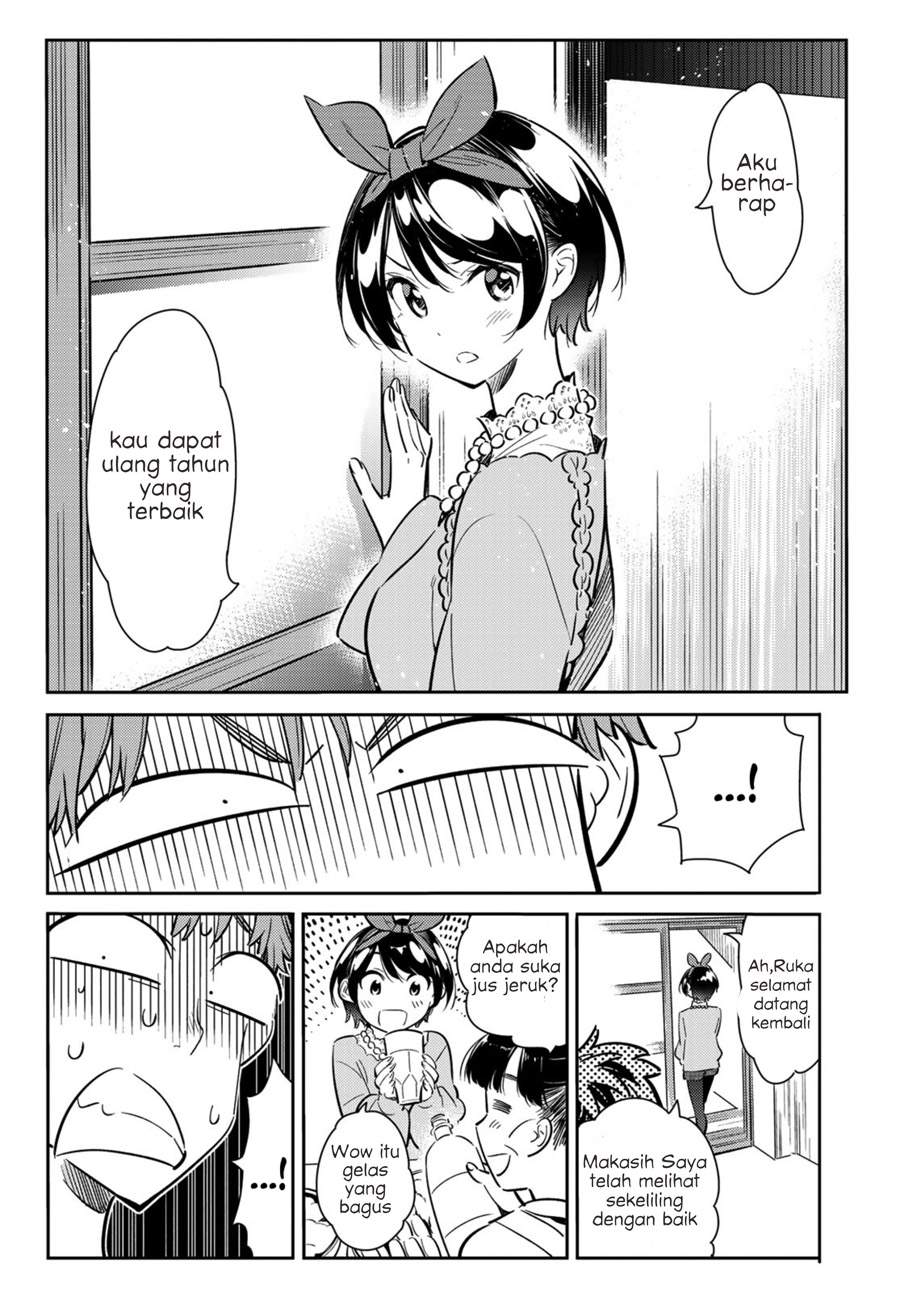 Aku
berha-
rap
kau dapat
ulang tahun
yang
terbaik
....!
Ah,Ruka
selamat
datang
kembali
Makasih Saya
telah melihat
sekeliling
dengan baik
Apakah
anda suka
jus jeruk?
Wow itu
gelas
yang
bagus
....!